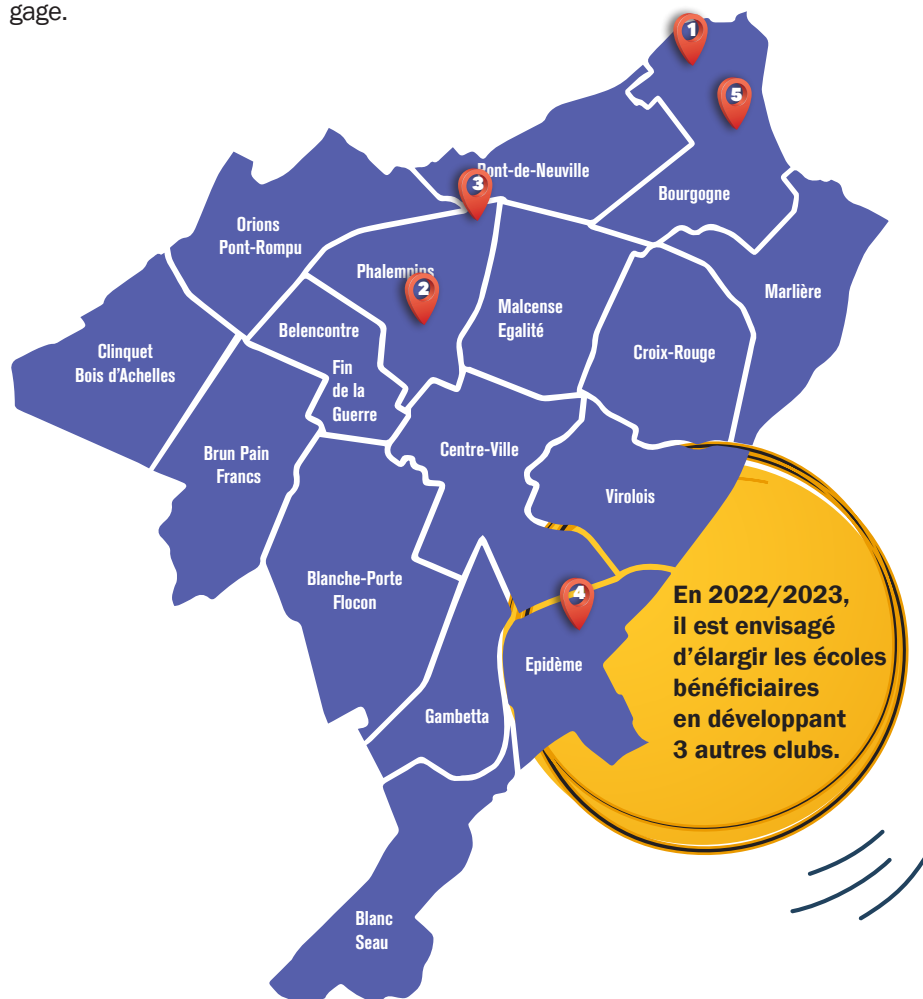 gage.
1
5
Pont-de-Neuville
3
Bourgogne
Orions
Pont-Rompu
Phalempins
2
Marlière
Malcense
Egalité
Belencontre
Croix-Rouge
Clinquet
Bois d'Achelles
Fin
de la
Guerre
Centre-Ville
Brun Pain
Francs
Virolois
Blanche-Porte
Flocon
4
En 2022/2023,
il est envisagé
d'élargir les écoles
bénéficiaires
en développant
3 autres clubs.
Epidème
Gambetta
Blanc
Seau